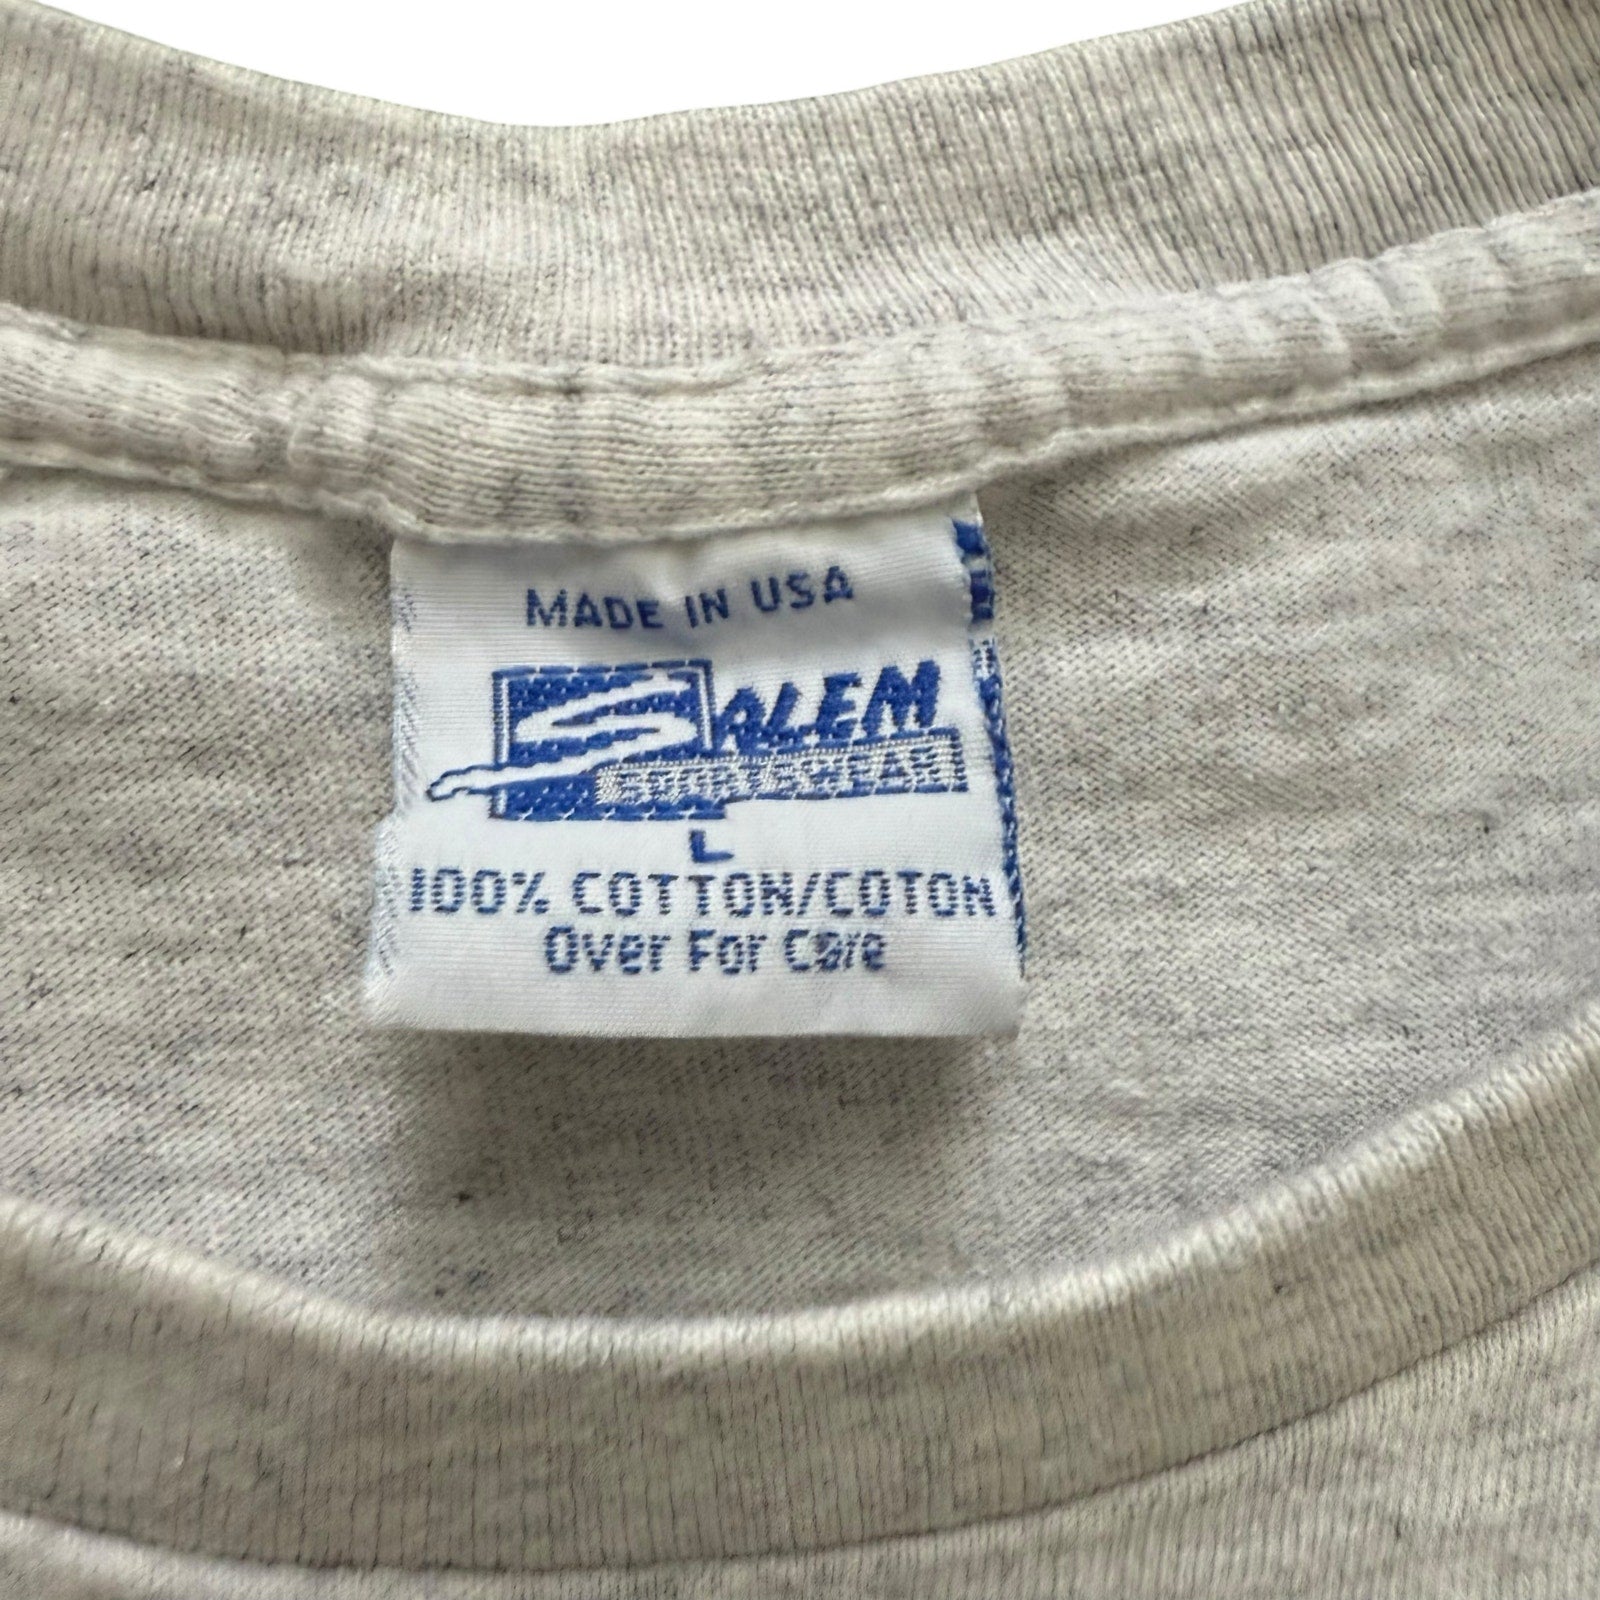 MADE IN USA
SALEM
SPORTSWEAR
L
100% COTTON/COTON
Over For Care